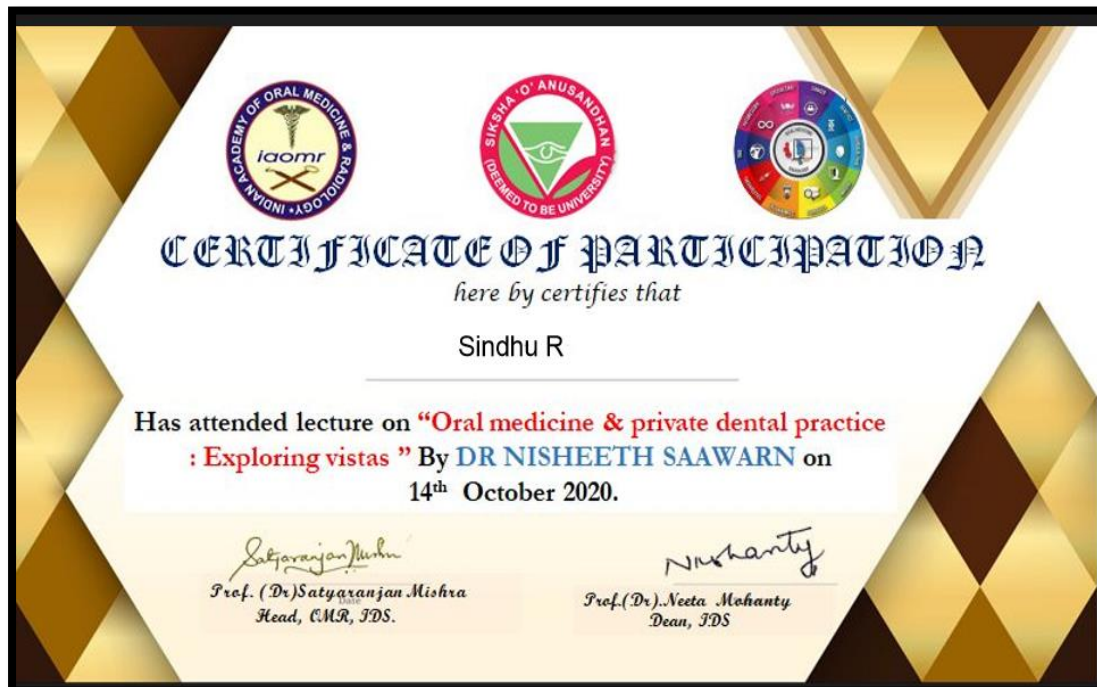 INDIAN ACADEMY OF ORAL MEDICINE & RADIOLOGY
iaomr
SIKSHA 'O' ANUSANDHAN
(DEEMED TO BE UNIVERSITY)
CERTIFICATE OF PARTICIPATION
here by certifies that
Sindhu R
Has attended lecture on “Oral medicine & private dental practice
: Exploring vistas ” By DR NISHEETH SAAWARN on
14th October 2020.
Prof. (Dr)Satyaranjan Mishra
Date
Head, OMR, IDS.
Prof.(Dr).Neeta Mohanty
Dean, IDS